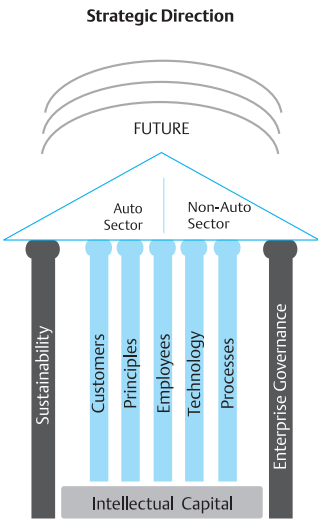 Strategic Direction
FUTURE
Auto
Sector
Non-Auto
Sector
Sustainability
Customers
Principles
Employees
Technology
Processes
Enterprise Governance
Intellectual Capital